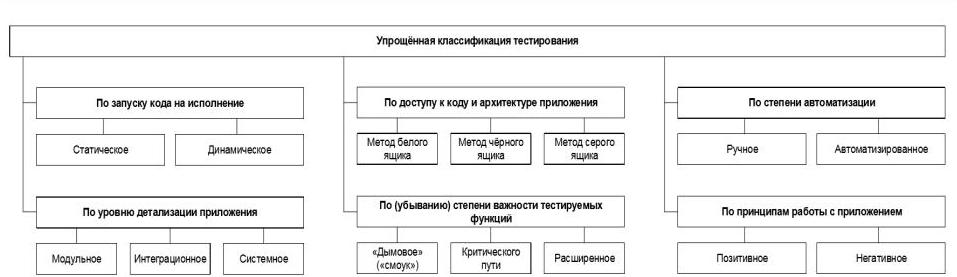 Упрощённая классификация тестирования
По запуску кода на исполнение
Статическое
Динамическое
По доступу к коду и архитектуре приложения
Метод белого
ящика
Метод чёрного
ящика
Метод серого
ящика
По степени автоматизации
Ручное
Автоматизированное
По уровню детализации приложения
Модульное
Интеграционное
Системное
По (убыванию) степени важности тестируемых
функций
«Дымовое»
(«смоук»)
Критического
пути
Расширенное
По принципам работы с приложением
Позитивное
Негативное